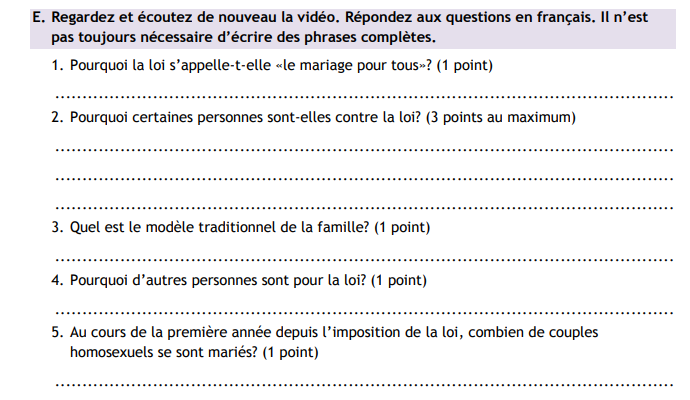 E. Regardez et écoutez de nouveau la vidéo. Répondez aux questions en français. Il n’est
pas toujours nécessaire d’écrire des phrases complètes.
1. Pourquoi la loi s’appelle-t-elle «le mariage pour tous»? (1 point)
................................................................................................................
2. Pourquoi certaines personnes sont-elles contre la loi? (3 points au maximum)
................................................................................................................
................................................................................................................
................................................................................................................
3. Quel est le modèle traditionnel de la famille? (1 point)
................................................................................................................
4. Pourquoi d’autres personnes sont pour la loi? (1 point)
................................................................................................................
5. Au cours de la première année depuis l’imposition de la loi, combien de couples
homosexuels se sont mariés? (1 point)
................................................................................................................